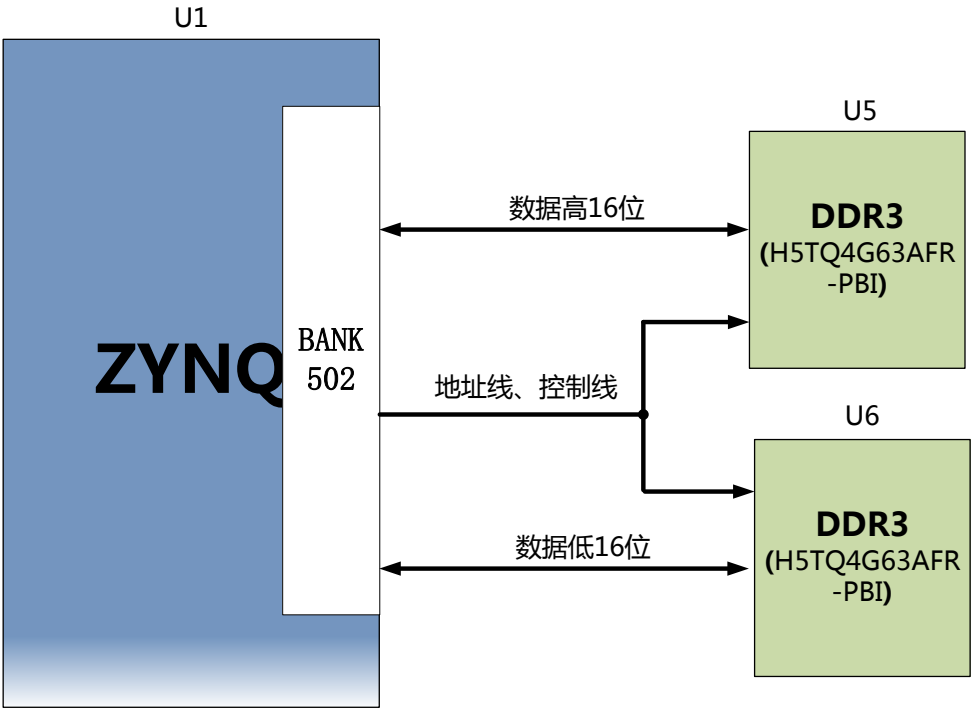 U1
U5
数据高16位
DDR3
(H5TQ4G63AFR
-PBI)
ZYNQ
BANK
502
地址线、控制线
U6
数据低16位
DDR3
(H5TQ4G63AFR
-PBI)